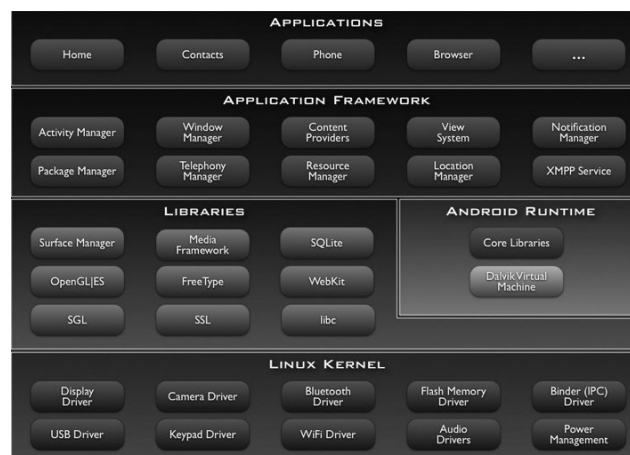 APPLICATIONS
Home
Contacts
Phone
Browser
...
APPLICATION FRAMEWORK
Activity Manager
Window
Manager
Content
Providers
View
System
Notification
Manager
Package Manager
Telephony
Manager
Resource
Manager
Location
Manager
XMPP Service
LIBRARIES
Surface Manager
Media
Framework
SQLite
OpenGL|ES
FreeType
WebKit
SGL
SSL
libc
ANDROID RUNTIME
Core Libraries
Dalvik Virtual
Machine
LINUX KERNEL
Display
Driver
Camera Driver
Bluetooth
Driver
Flash Memory
Driver
Binder (IPC)
Driver
USB Driver
Keypad Driver
WiFi Driver
Audio
Drivers
Power
Management